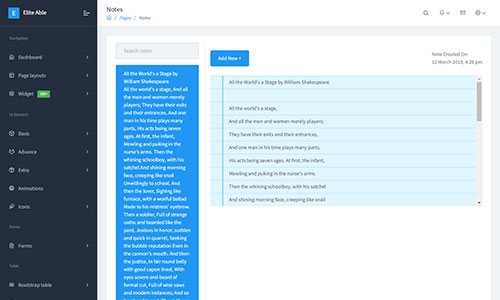 E Elite Able
Navigation
Dashboard
Page layouts
Widget 100+
UI Element
Basic
Advance
Extra
Animations
Icons
Forms
Forms
Table
Bootstrap table
Notes
/ Pages / Notes
Search notes
All the World's a Stage by
William Shakespeare
All the world's a stage, And all
the men and women merely
players; They have their exits
and their entrances, And one
man in his time plays many
parts, His acts being seven
ages. At first, the infant,
Mewling and puking in the
nurse's arms. Then the
whining schoolboy, with his
satchel And shining morning
face, creeping like snail
Unwillingly to school. And
then the lover, Sighing like
furnace, with a woeful ballad
Made to his mistress' eyebrow.
Then a soldier, Full of strange
oaths and bearded like the
pard, Jealous in honor, sudden
and quick in quarrel, Seeking
the bubble reputation Even in
the cannon's mouth. And then
the justice, In fair round belly
with good capon lined, With
eyes severe and beard of
formal cut, Full of wise saws
and modern instances; And so
Add New +
Note Created On
12 March 2019, 4:28 pm
All the World's a Stage by William Shakespeare
All the world's a stage,
And all the men and women merely players;
They have their exits and their entrances,
And one man in his time plays many parts,
His acts being seven ages. At first, the infant,
Mewling and puking in the nurse's arms.
Then the whining schoolboy, with his satchel
And shining morning face, creeping like snail